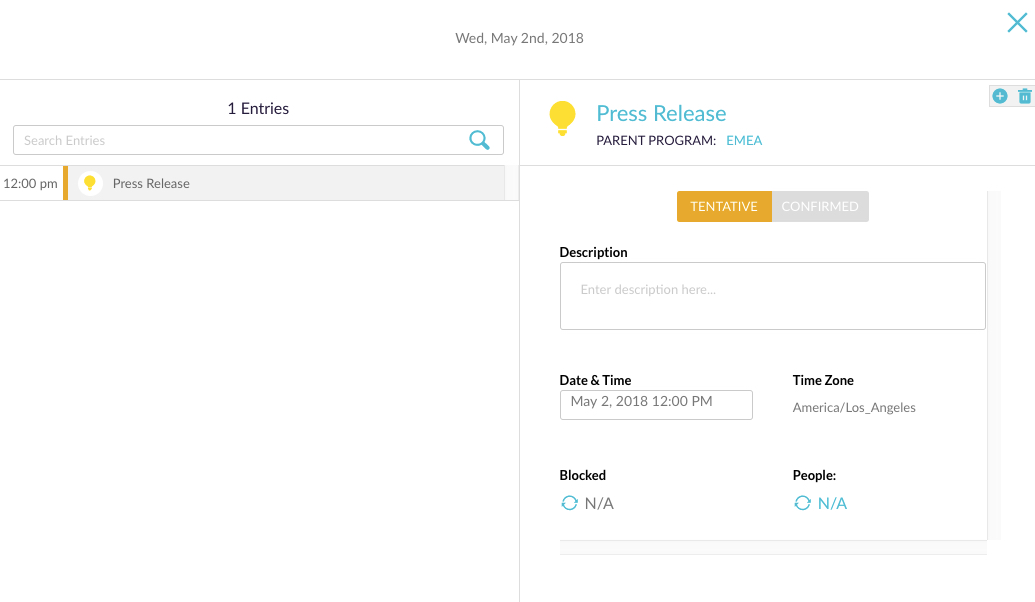 Wed, May 2nd, 2018
1 Entries
Search Entries
12:00 pm Press Release
Press Release
PARENT PROGRAM: EMEA
TENTATIVE CONFIRMED
Description
Enter description here...
Date & Time Time Zone
May 2, 2018 12:00 PM America/Los_Angeles
Blocked People:
N/A N/A